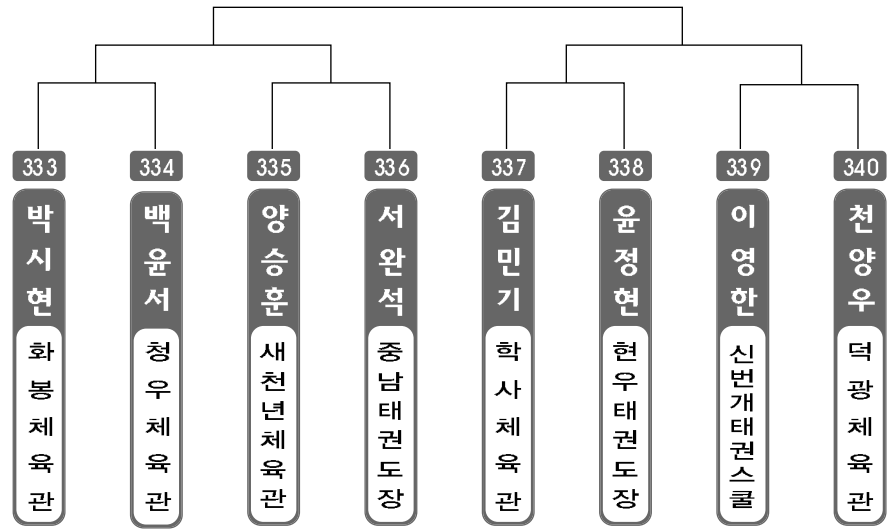 333
박시현
화봉체육관
334
백윤서
청우체육관
335
양승훈
새천년체육관
336
서완석
중남태권도장
337
김민기
학사체육관
338
윤정현
현우태권도장
339
이영한
신번개태권스쿨
340
천양우
덕광체육관